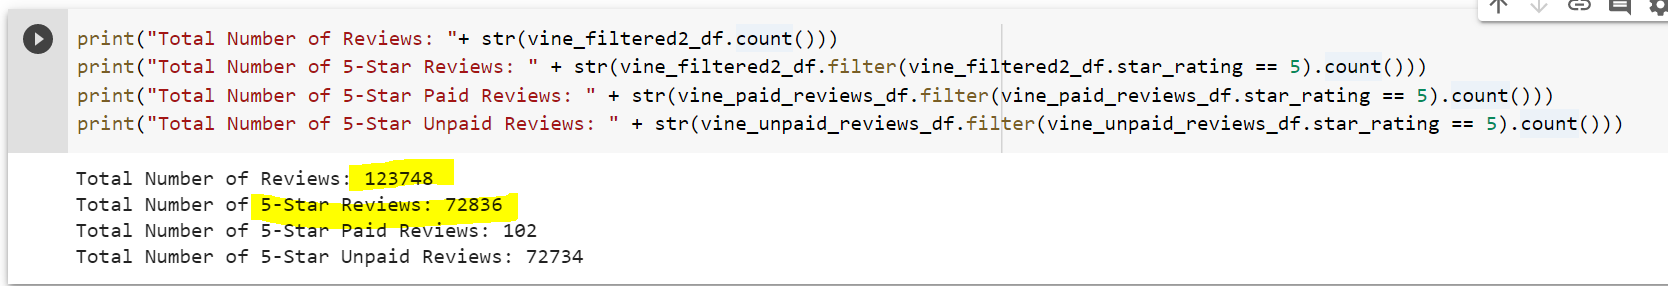 print("Total Number of Reviews: "+ str(vine_filtered2_df.count()))
print("Total Number of 5-Star Reviews: " + str(vine_filtered2_df.filter(vine_filtered2_df.star_rating == 5).count()))
print("Total Number of 5-Star Paid Reviews: " + str(vine_paid_reviews_df.filter(vine_paid_reviews_df.star_rating == 5).count()))
print("Total Number of 5-Star Unpaid Reviews: " + str(vine_unpaid_reviews_df.filter(vine_unpaid_reviews_df.star_rating == 5).count()))
Total Number of Reviews: 123748
Total Number of 5-Star Reviews: 72836
Total Number of 5-Star Paid Reviews: 102
Total Number of 5-Star Unpaid Reviews: 72734